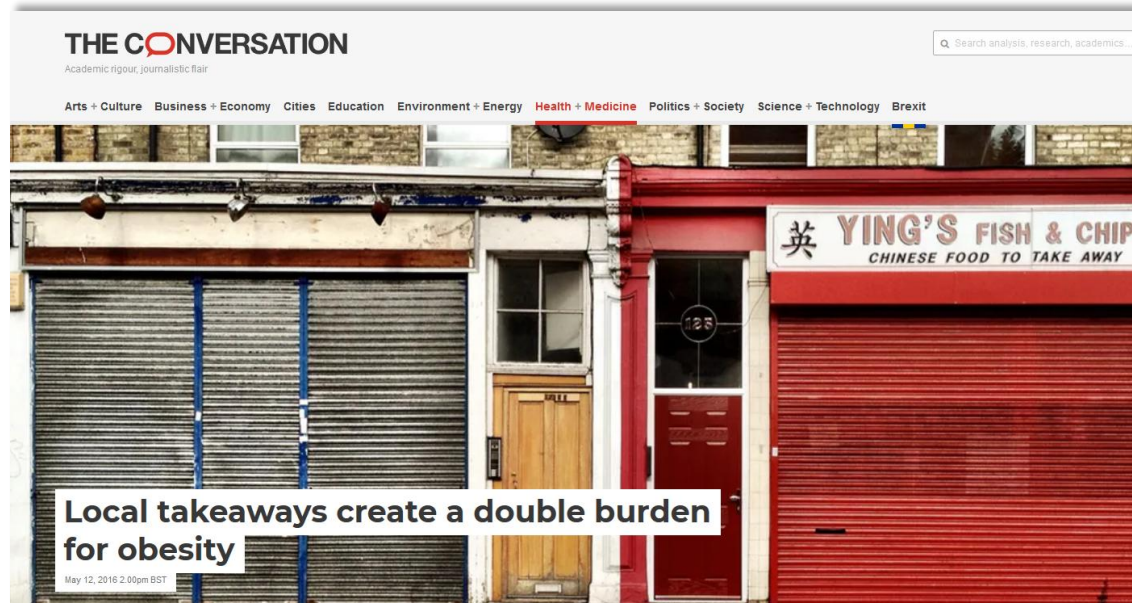 THE CONVERSATION
Academic rigour, journalistic flair
Search analysis, research, academics...
Arts + Culture Business + Economy Cities Education Environment + Energy Health + Medicine Politics + Society Science + Technology Brexit
英 YING'S FISH & CHIP
CHINESE FOOD TO TAKE AWAY
123
Local takeaways create a double burden
for obesity
May 12, 2016 2.00pm BST